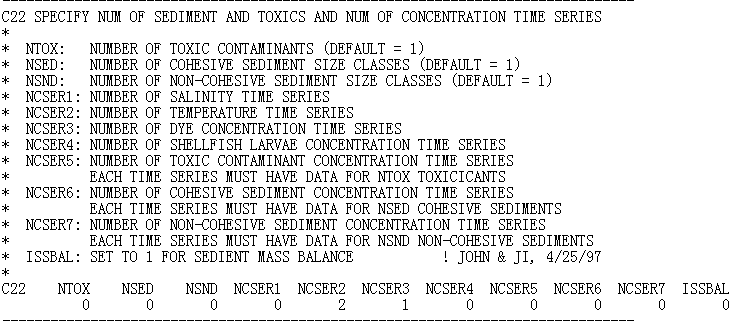 --------------------------------------------------------------------------------
C22 SPECIFY NUM OF SEDIMENT AND TOXICS AND NUM OF CONCENTRATION TIME SERIES
*
*  NTOX:   NUMBER OF TOXIC CONTAMINANTS (DEFAULT = 1)
*  NSED:   NUMBER OF COHESIVE SEDIMENT SIZE CLASSES (DEFAULT = 1)
*  NSND:   NUMBER OF NON-COHESIVE SEDIMENT SIZE CLASSES (DEFAULT = 1)
*  NCSER1: NUMBER OF SALINITY TIME SERIES
*  NCSER2: NUMBER OF TEMPERATURE TIME SERIES
*  NCSER3: NUMBER OF DYE CONCENTRATION TIME SERIES
*  NCSER4: NUMBER OF SHELLFISH LARVAE CONCENTRATION TIME SERIES
*  NCSER5: NUMBER OF TOXIC CONTAMINANT CONCENTRATION TIME SERIES
*          EACH TIME SERIES MUST HAVE DATA FOR NTOX TOXICICANTS
*  NCSER6: NUMBER OF COHESIVE SEDIMENT CONCENTRATION TIME SERIES
*          EACH TIME SERIES MUST HAVE DATA FOR NSED COHESIVE SEDIMENTS
*  NCSER7: NUMBER OF NON-COHESIVE SEDIMENT CONCENTRATION TIME SERIES
*          EACH TIME SERIES MUST HAVE DATA FOR NSND NON-COHESIVE SEDIMENTS
*  ISSBAL: SET TO 1 FOR SEDIENT MASS BALANCE           ! JOHN & JI, 4/25/97
*
C22    NTOX    NSED    NSND  NCSER1  NCSER2  NCSER3  NCSER4  NCSER5  NCSER6  NCSER7  ISSBAL
          0       0       0       0       2       1       0       0       0       0       0
--------------------------------------------------------------------------------